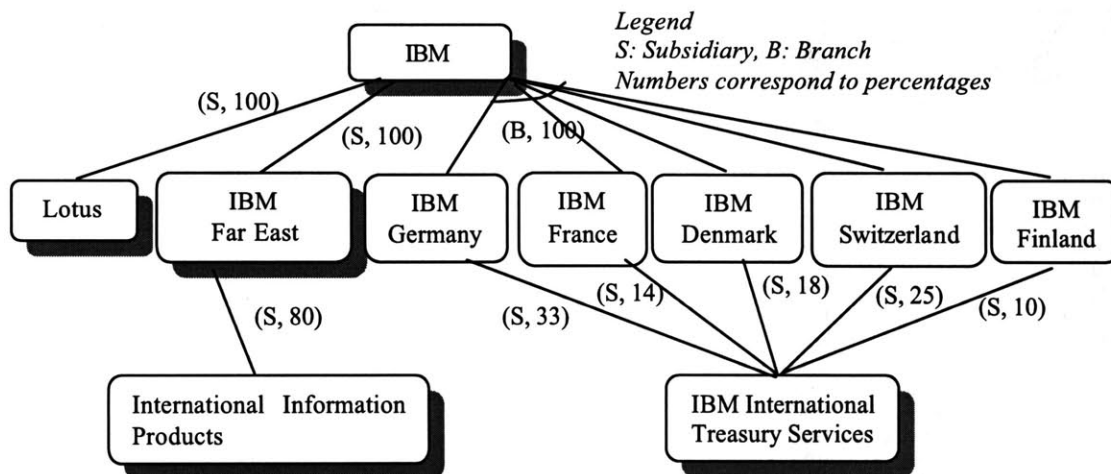 Legend
S: Subsidiary, B: Branch
Numbers correspond to percentages
IBM
(S, 100)
(S, 100)
(B, 100)
Lotus
IBM
Far East
IBM
Germany
IBM
France
IBM
Denmark
IBM
Switzerland
IBM
Finland
(S, 80)
(S, 33)
(S, 14)
(S, 18)
(S, 25)
(S, 10)
International Information
Products
IBM International
Treasury Services